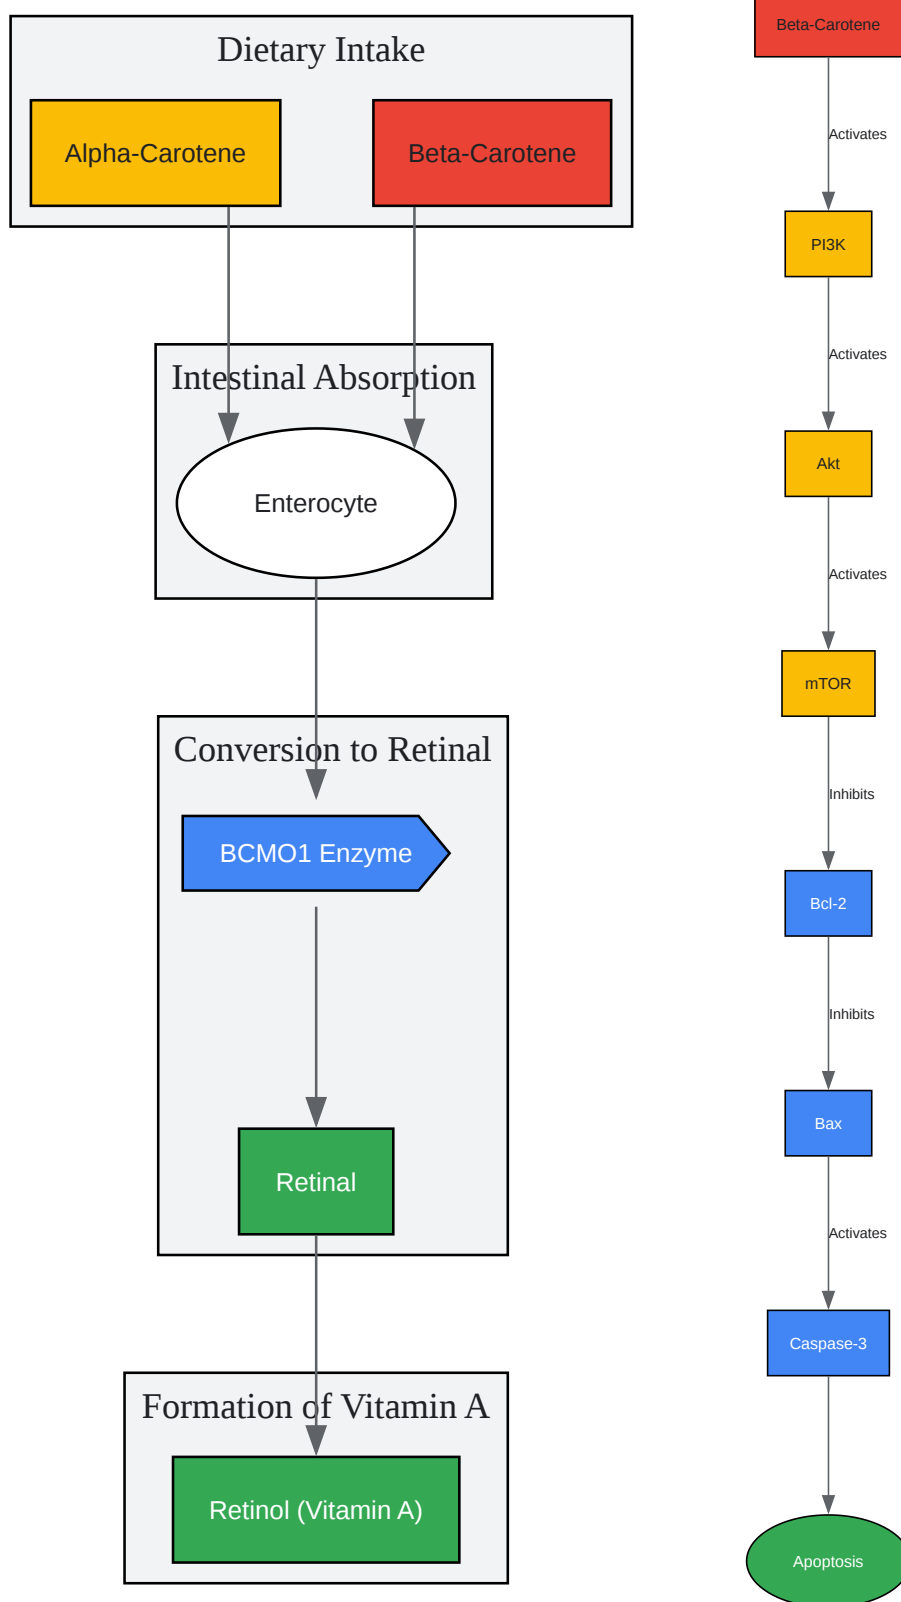 Dietary Intake
Alpha-Carotene
Beta-Carotene
Intestinal Absorption
Enterocyte
Conversion to Retinal
BCMO1 Enzyme
Retinal
Formation of Vitamin A
Retinol (Vitamin A)
Beta-Carotene
Activates
PI3K
Activates
Akt
Activates
mTOR
Inhibits
Bcl-2
Inhibits
Bax
Activates
Caspase-3
Apoptosis